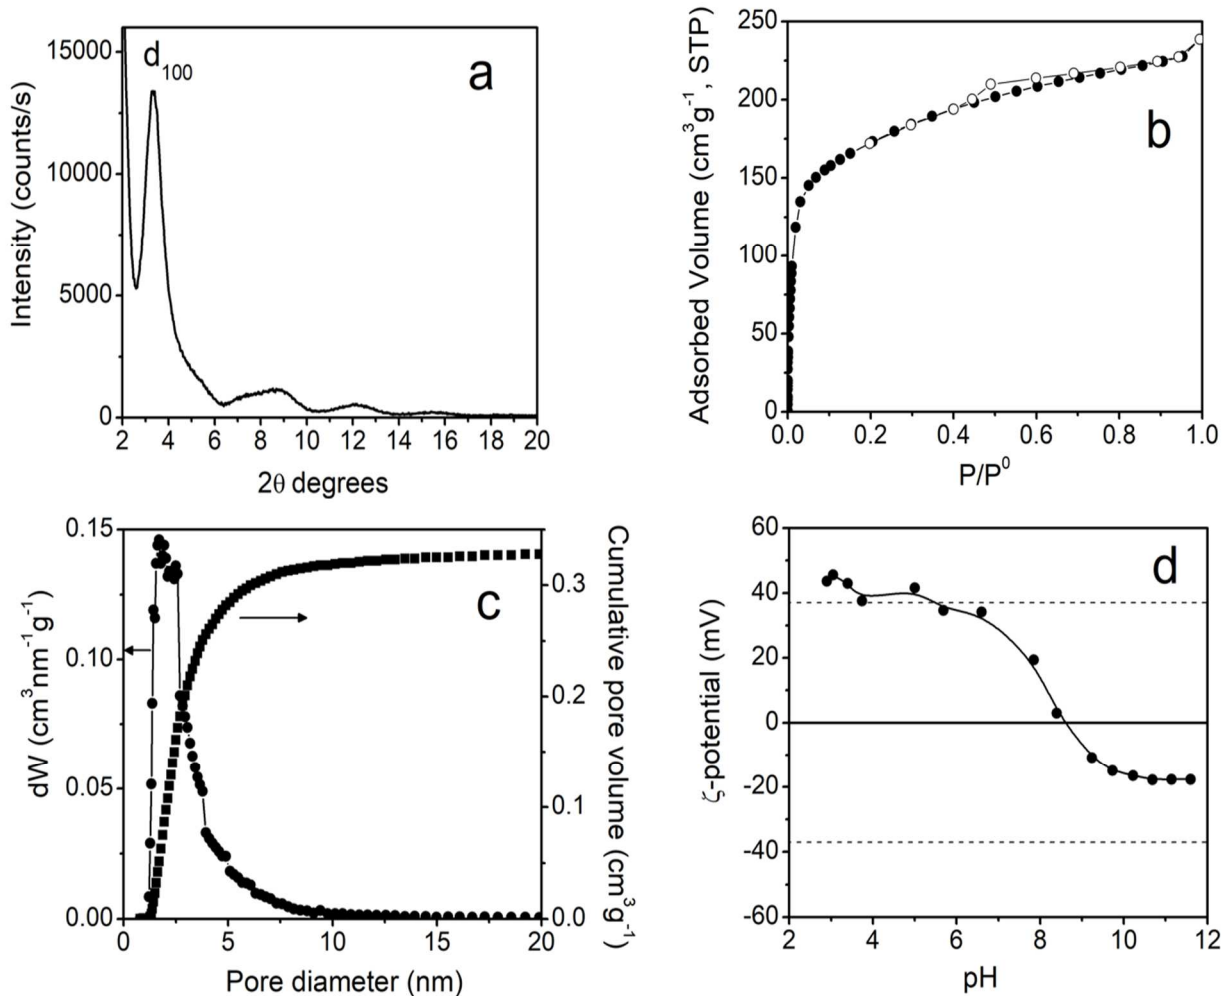 15000
10000
5000
0
2 4 6 8 10 12 14 16 18 20
Intensity (counts/s)
2θ degrees
d100
a
250
200
150
100
50
0
0.0 0.2 0.4 0.6 0.8 1.0
Adsorbed Volume (cm³g⁻¹, STP)
P/P⁰
b
0.15
0.10
0.05
0.00
0 5 10 15 20
dW (cm³nm⁻¹g⁻¹)
Pore diameter (nm)
0.3
0.2
0.1
0.0
Cumulative pore volume (cm³g⁻¹)
c
60
40
20
0
-20
-40
-60
2 4 6 8 10 12
ζ-potential (mV)
pH
d